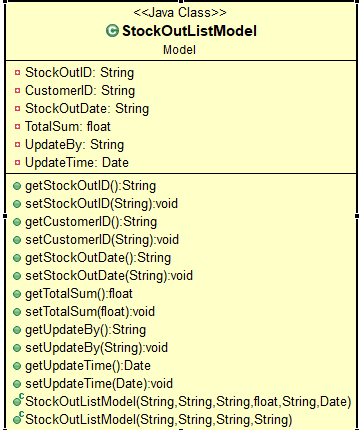 <<Java Class>>
StockOutListModel
Model
StockOutID: String
CustomerID: String
StockOutDate: String
TotalSum: float
UpdateBy: String
UpdateTime: Date
getStockOutID():String
setStockOutID(String):void
getCustomerID():String
setCustomerID(String):void
getStockOutDate():String
setStockOutDate(String):void
getTotalSum():float
setTotalSum(float):void
getUpdateBy():String
setUpdateBy(String):void
getUpdateTime():Date
setUpdateTime(Date):void
StockOutListModel(String,String,String,float,String,Date)
StockOutListModel(String,String,String,String)